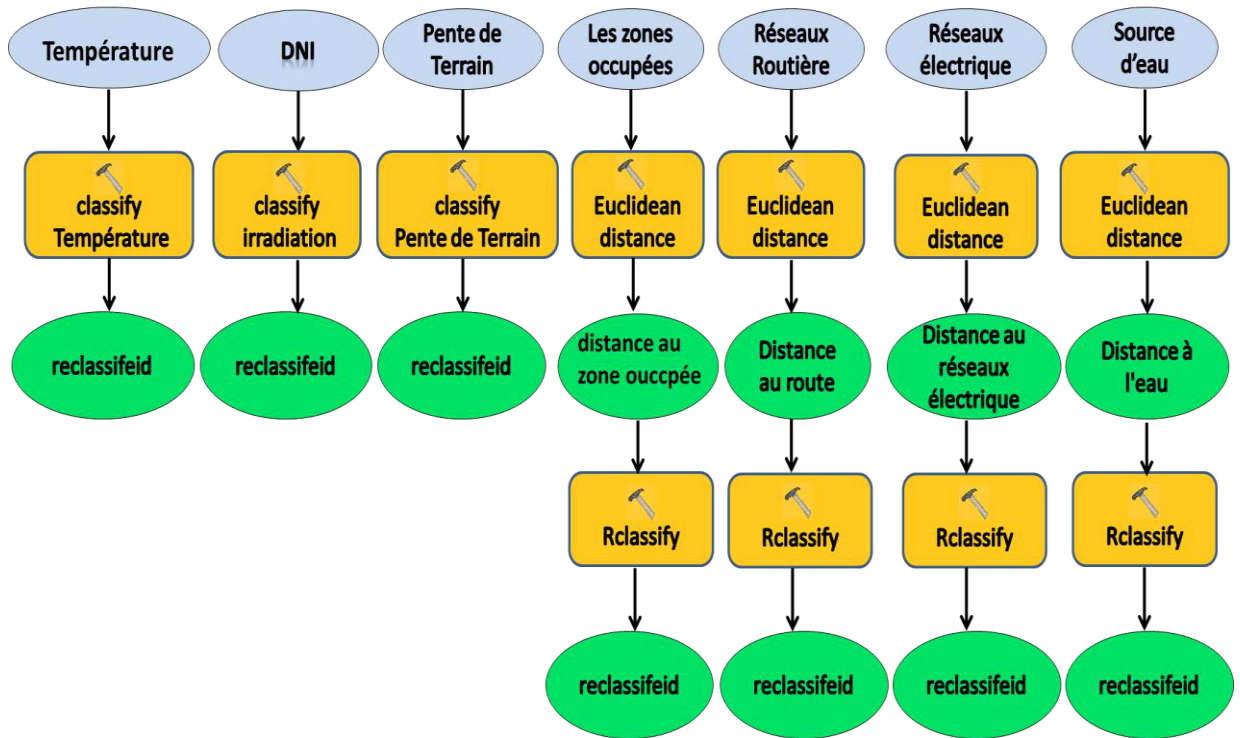 Température
DNI
Pente de
Terrain
Les zones
occupées
Réseaux
Routière
Réseaux
électrique
Source
d'eau
classify
Température
classify
irradiation
classify
Pente de Terrain
Euclidean
distance
Euclidean
distance
Euclidean
distance
Euclidean
distance
reclassifeid
reclassifeid
reclassifeid
distance au
zone ouccpée
Distance
au route
Distance au
réseaux
électrique
Distance à
l'eau
Rclassify
Rclassify
Rclassify
Rclassify
reclassifeid
reclassifeid
reclassifeid
reclassifeid